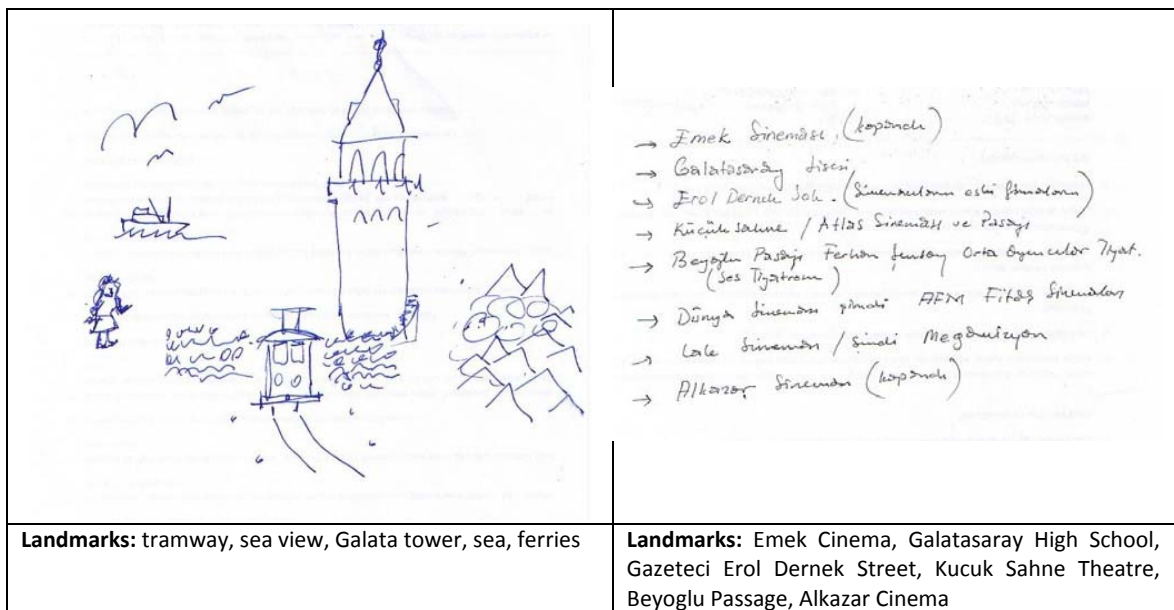 → Emek Sineması. (kapandı)
→ Galatasaray Lisesi
→ Erol Dernek Sok. (Sinemacıların eski
→ Küçük Sahne / Atlas Sineması ve Pasajı
→ Beyoğlu Pasajı Ferhan Şensoy Orta Oyuncular Tiyat.
(Ses Tiyatrosu)
→ Dünya Sineması şimdi AFM Fitaş Sinemaları
→ Lale Sineması / Şimdi Megavizyon
→ Alkazar Sineması (kapandı)
Landmarks: tramway, sea view, Galata tower, sea, ferries
Landmarks: Emek Cinema, Galatasaray High School,
Gazeteci Erol Dernek Street, Kucuk Sahne Theatre,
Beyoglu Passage, Alkazar Cinema